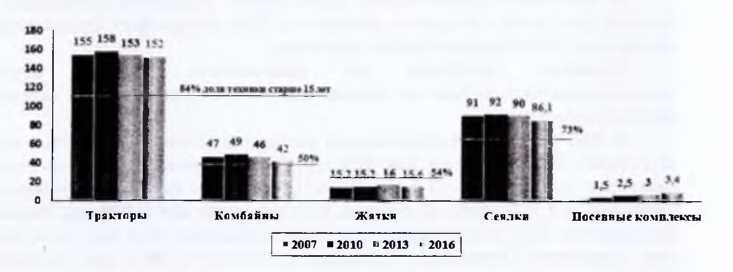 180
160
140
120
100
80
60
40
20
0
155 158 153 152
84% доля техники старше 15 лет
47 49 46 42
50%
15,2 15,2 16 15,6
54%
91 92 90 86,1
73%
1,5 2,5 3 3,4
Тракторы Комбайны Жатки Сеялки Посевные комплексы
2007 2010 2013 2016